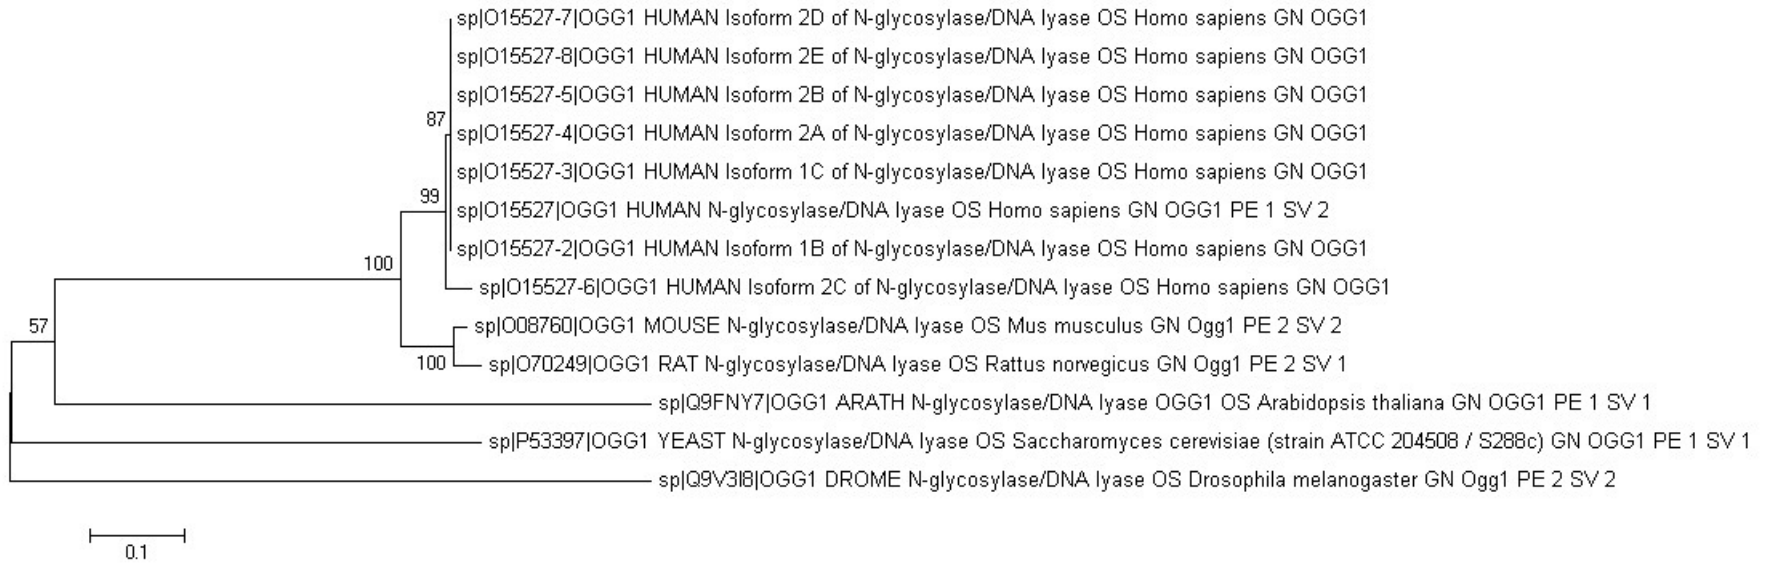 sp|O15527-7|OGG1 HUMAN Isoform 2D of N-glycosylase/DNA lyase OS Homo sapiens GN OGG1
sp|O15527-8|OGG1 HUMAN Isoform 2E of N-glycosylase/DNA lyase OS Homo sapiens GN OGG1
sp|O15527-5|OGG1 HUMAN Isoform 2B of N-glycosylase/DNA lyase OS Homo sapiens GN OGG1
87
sp|O15527-4|OGG1 HUMAN Isoform 2A of N-glycosylase/DNA lyase OS Homo sapiens GN OGG1
sp|O15527-3|OGG1 HUMAN Isoform 1C of N-glycosylase/DNA lyase OS Homo sapiens GN OGG1
99
sp|O15527|OGG1 HUMAN N-glycosylase/DNA lyase OS Homo sapiens GN OGG1 PE 1 SV 2
sp|O15527-2|OGG1 HUMAN Isoform 1B of N-glycosylase/DNA lyase OS Homo sapiens GN OGG1
100
sp|O15527-6|OGG1 HUMAN Isoform 2C of N-glycosylase/DNA lyase OS Homo sapiens GN OGG1
57
sp|O08760|OGG1 MOUSE N-glycosylase/DNA lyase OS Mus musculus GN Ogg1 PE 2 SV 2
100
sp|O70249|OGG1 RAT N-glycosylase/DNA lyase OS Rattus norvegicus GN Ogg1 PE 2 SV 1
sp|Q9FNY7|OGG1 ARATH N-glycosylase/DNA lyase OGG1 OS Arabidopsis thaliana GN OGG1 PE 1 SV 1
sp|P53397|OGG1 YEAST N-glycosylase/DNA lyase OS Saccharomyces cerevisiae (strain ATCC 204508 / S288c) GN OGG1 PE 1 SV 1
sp|Q9V3I8|OGG1 DROME N-glycosylase/DNA lyase OS Drosophila melanogaster GN Ogg1 PE 2 SV 2
0.1